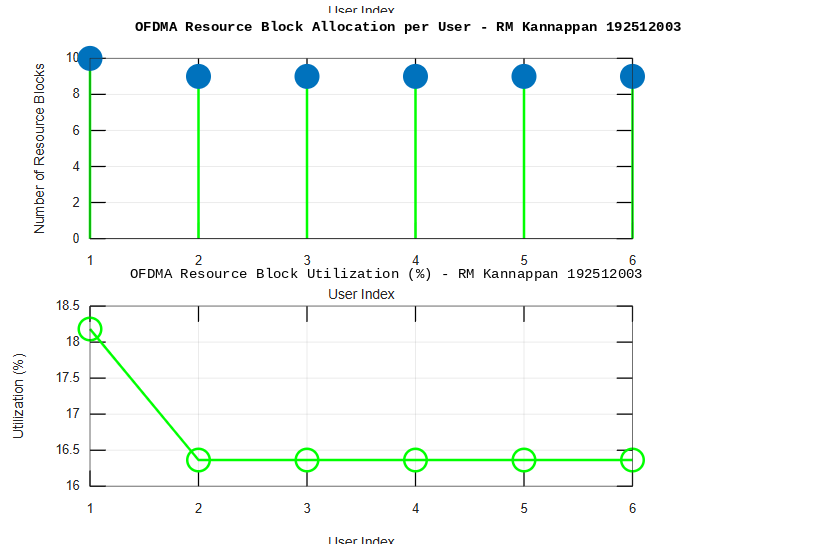 User Index
OFDMA Resource Block Allocation per User - RM Kannappan 192512003
Number of Resource Blocks
10
8
6
4
2
0
1 2 3 4 5 6
OFDMA Resource Block Utilization (%) - RM Kannappan 192512003
User Index
Utilization (%)
18.5
18
17.5
17
16.5
16
1 2 3 4 5 6
User Index